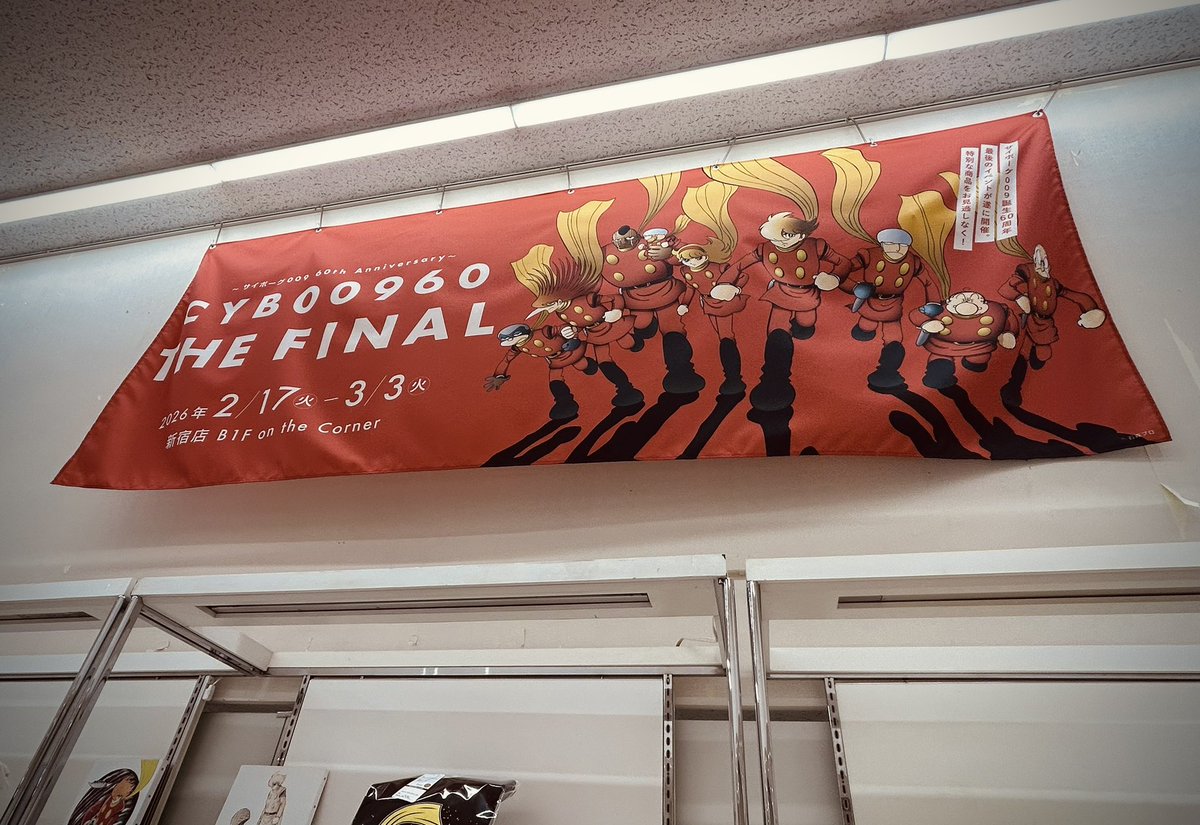 ～サイボーグ009 60th Anniversary～
CYB00960
THE FINAL
2026年 2/17㊋－3/3㊋
新宿店 B1F on the Corner
サイボーグ009誕生60周年
最後のイベントが遂に開催。
特別な商品をお見逃しなく！